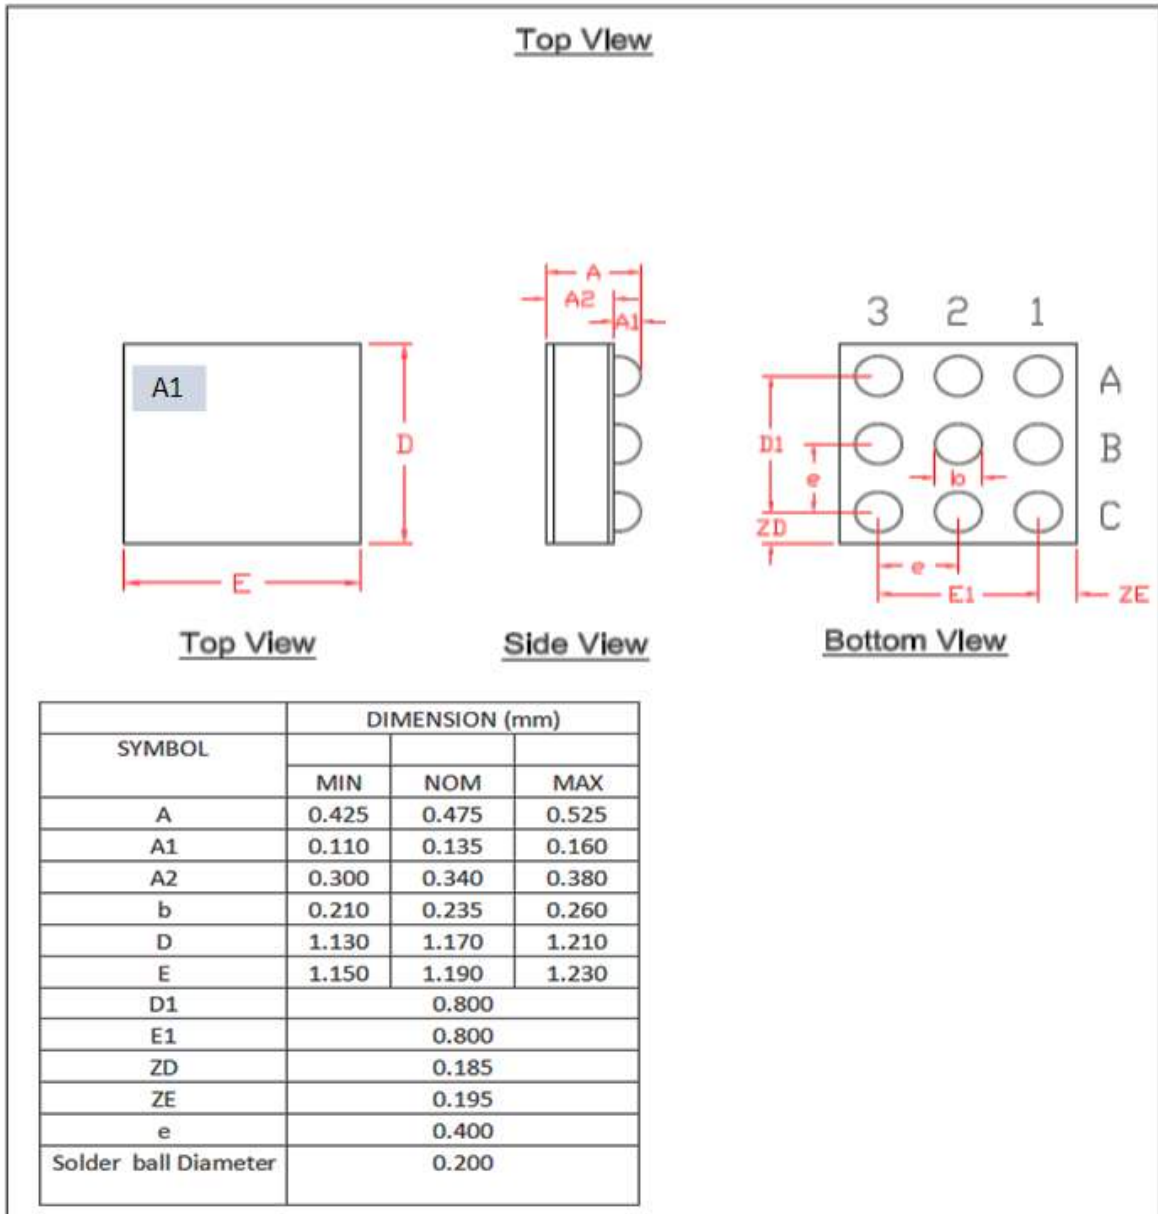 Top View
A
A2
A1
3 2 1
A1
A
D
D1
B
e
b
C
ZD
e
E
E1
ZE
Top View
Side View
Bottom View
DIMENSION (mm)
SYMBOL
MIN NOM MAX
A 0.425 0.475 0.525
A1 0.110 0.135 0.160
A2 0.300 0.340 0.380
b 0.210 0.235 0.260
D 1.130 1.170 1.210
E 1.150 1.190 1.230
D1 0.800
E1 0.800
ZD 0.185
ZE 0.195
e 0.400
Solder ball Diameter 0.200